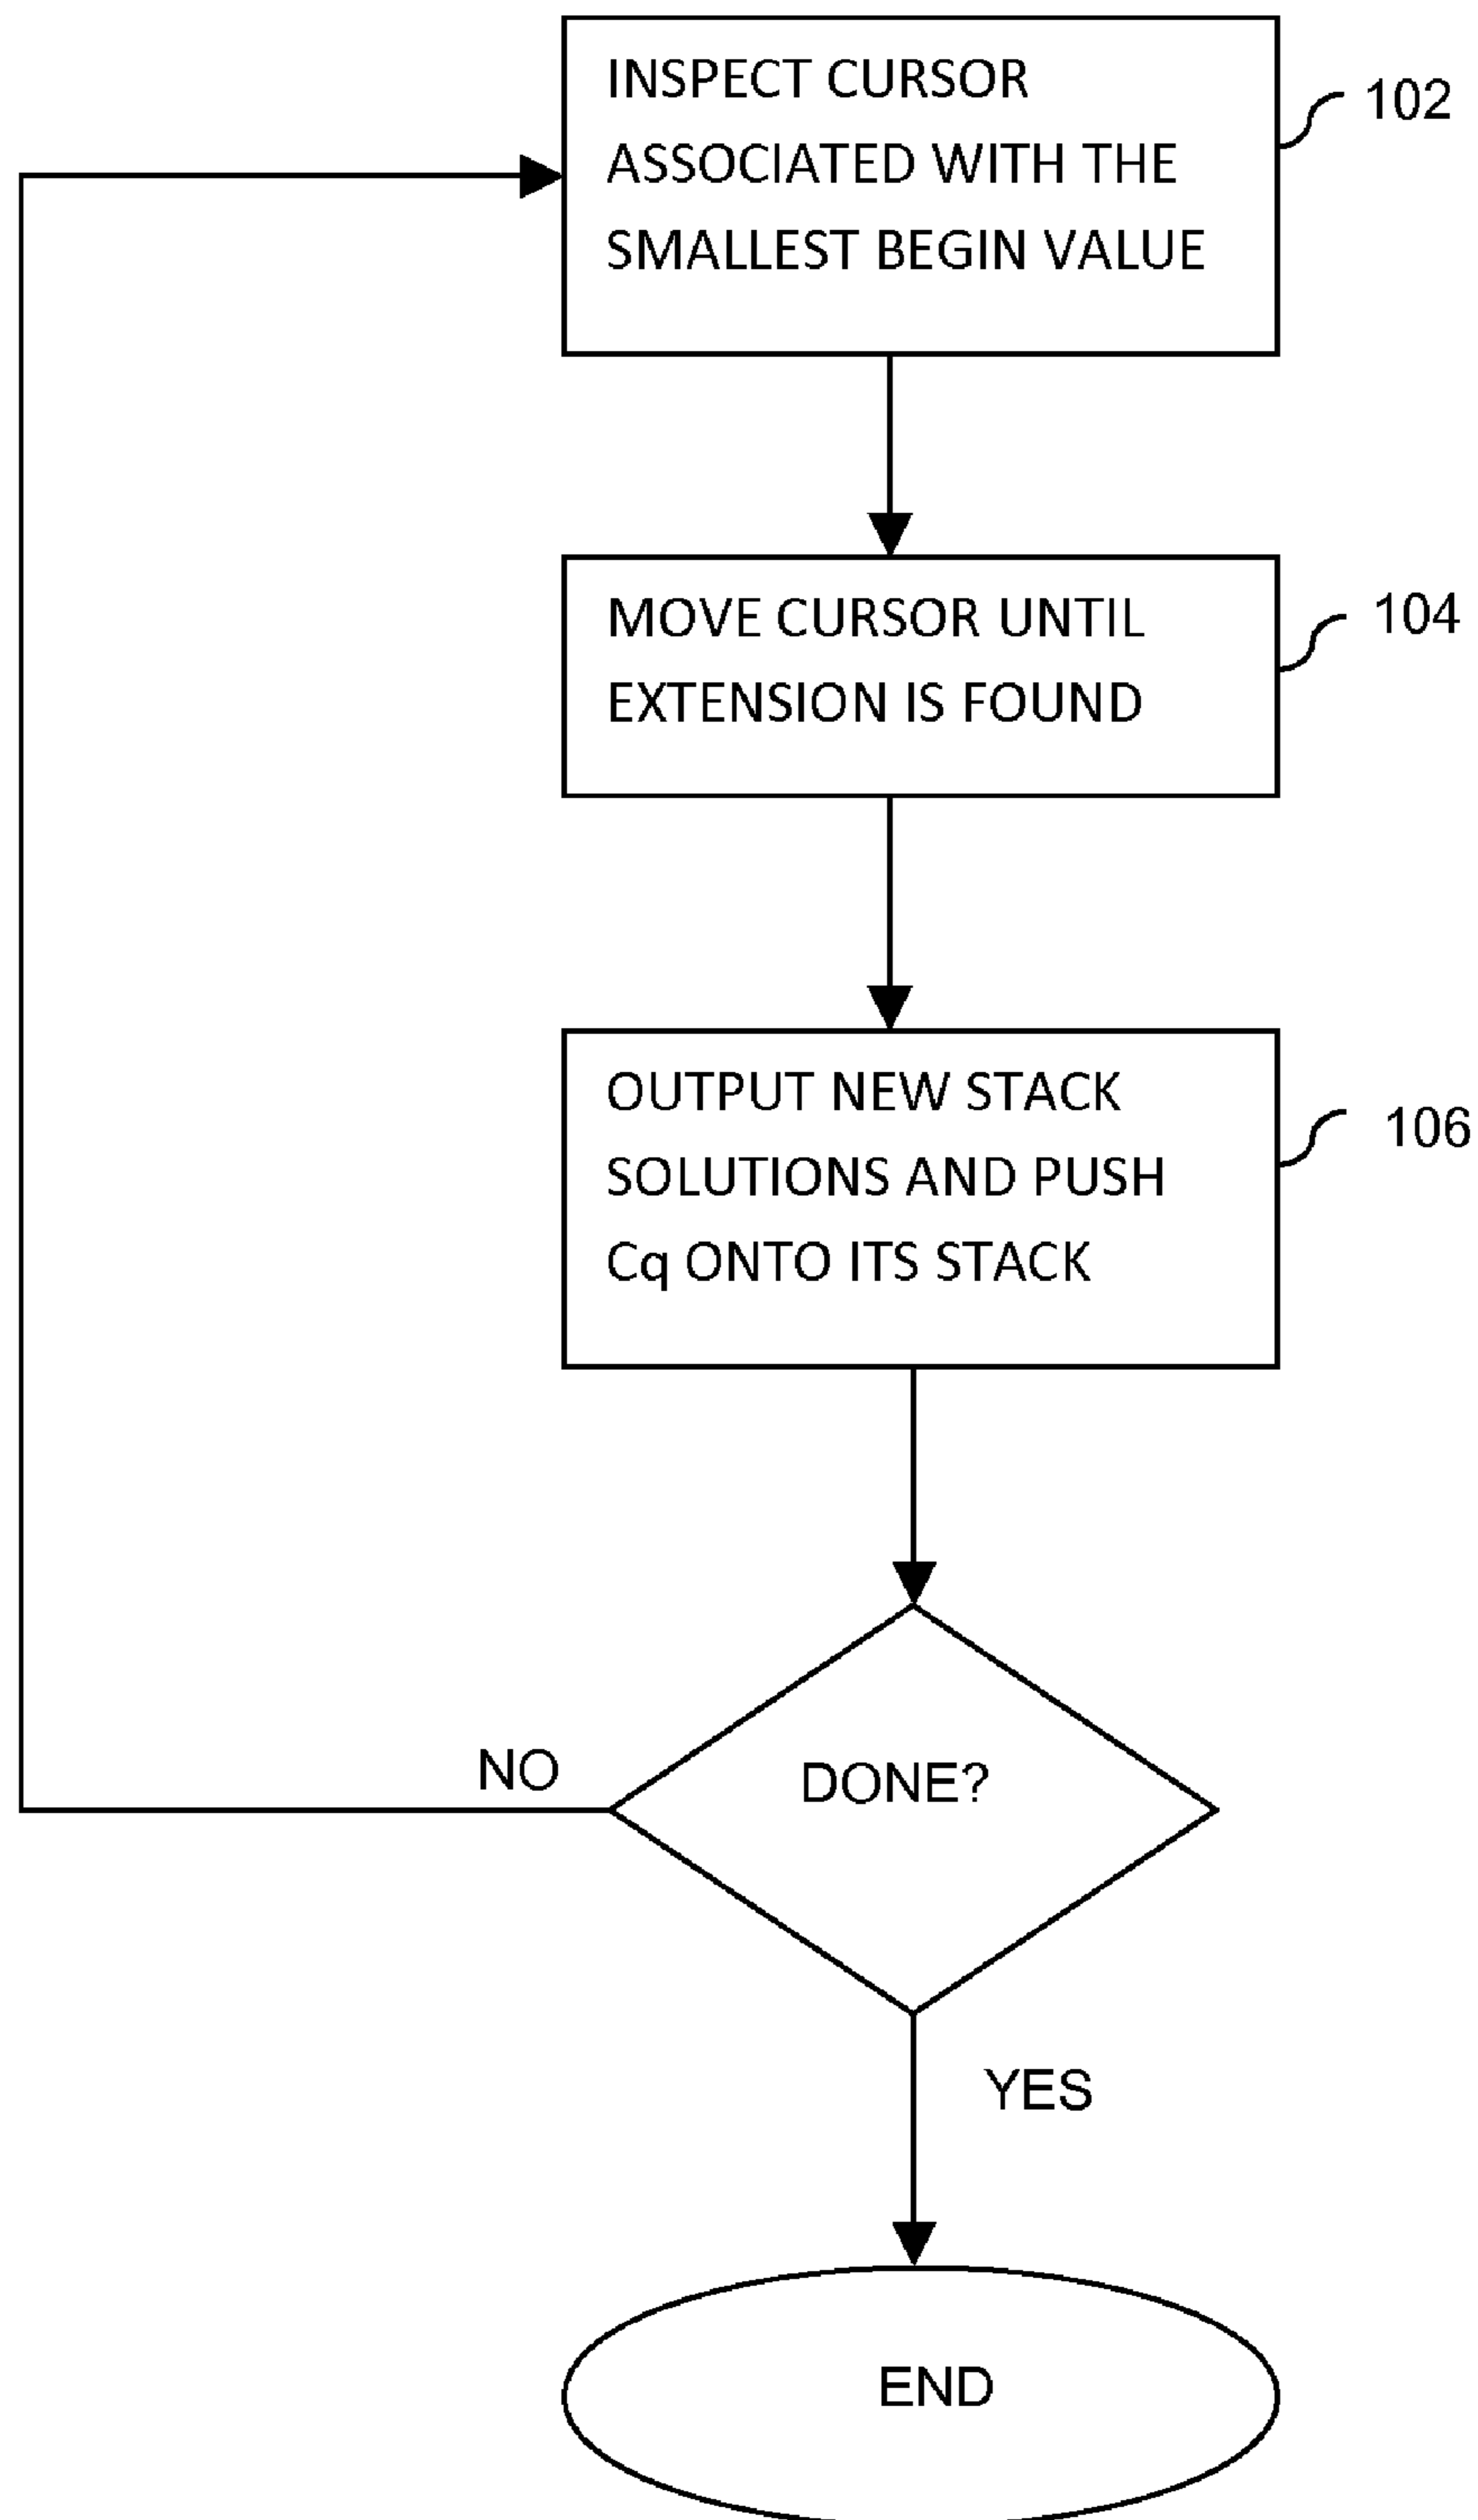 INSPECT CURSOR
ASSOCIATED WITH THE
SMALLEST BEGIN VALUE
102
MOVE CURSOR UNTIL
EXTENSION IS FOUND
104
OUTPUT NEW STACK
SOLUTIONS AND PUSH
Cq ONTO ITS STACK
106
DONE?
NO
YES
END